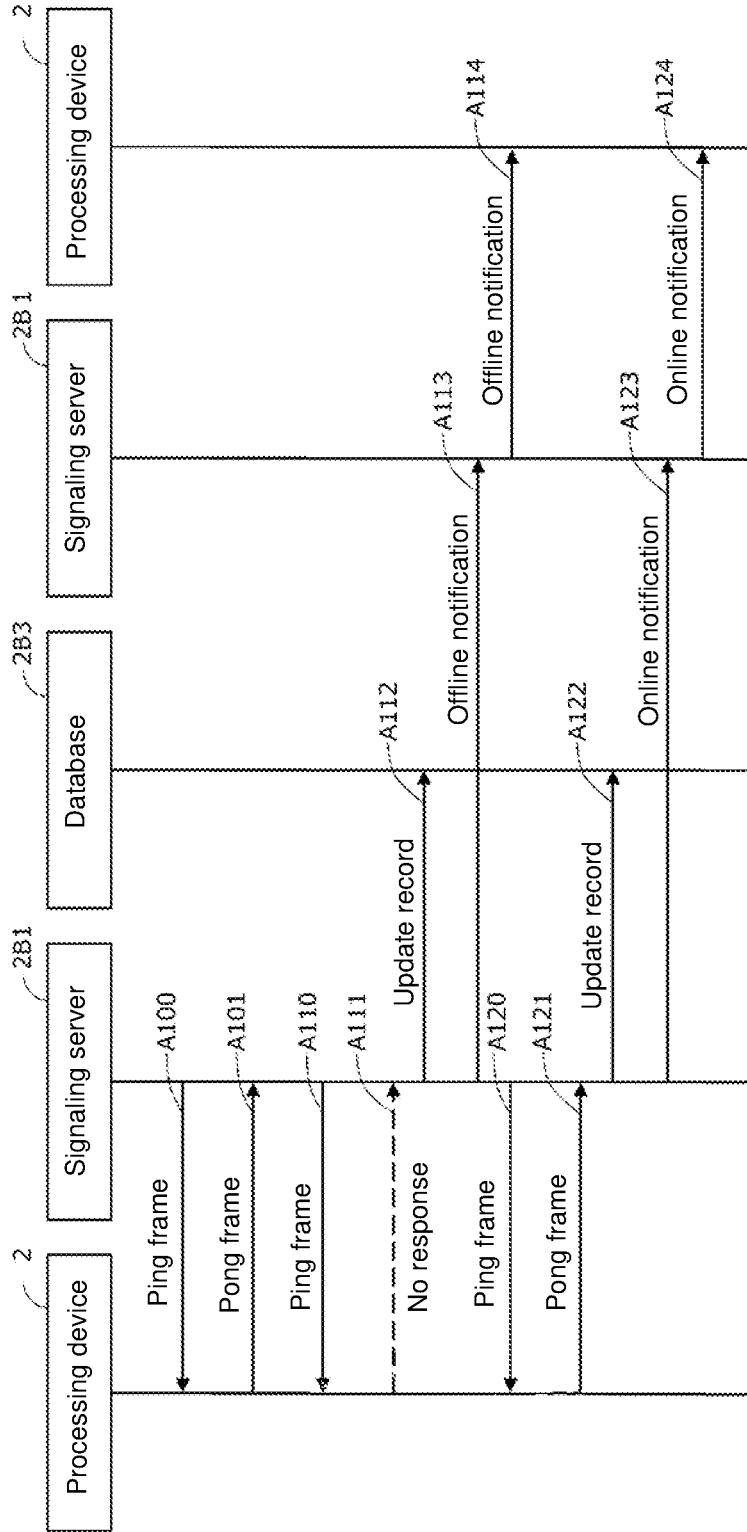 2
Processing device
2B1
Signaling server
2B3
Database
2B1
Signaling server
2
Processing device
Ping frame
A100
Pong frame
A101
Ping frame
A110
No response
A111
Update record
A112
Offline notification
A113
Offline notification
A114
Ping frame
A120
Pong frame
A121
Update record
A122
Online notification
A123
Online notification
A124